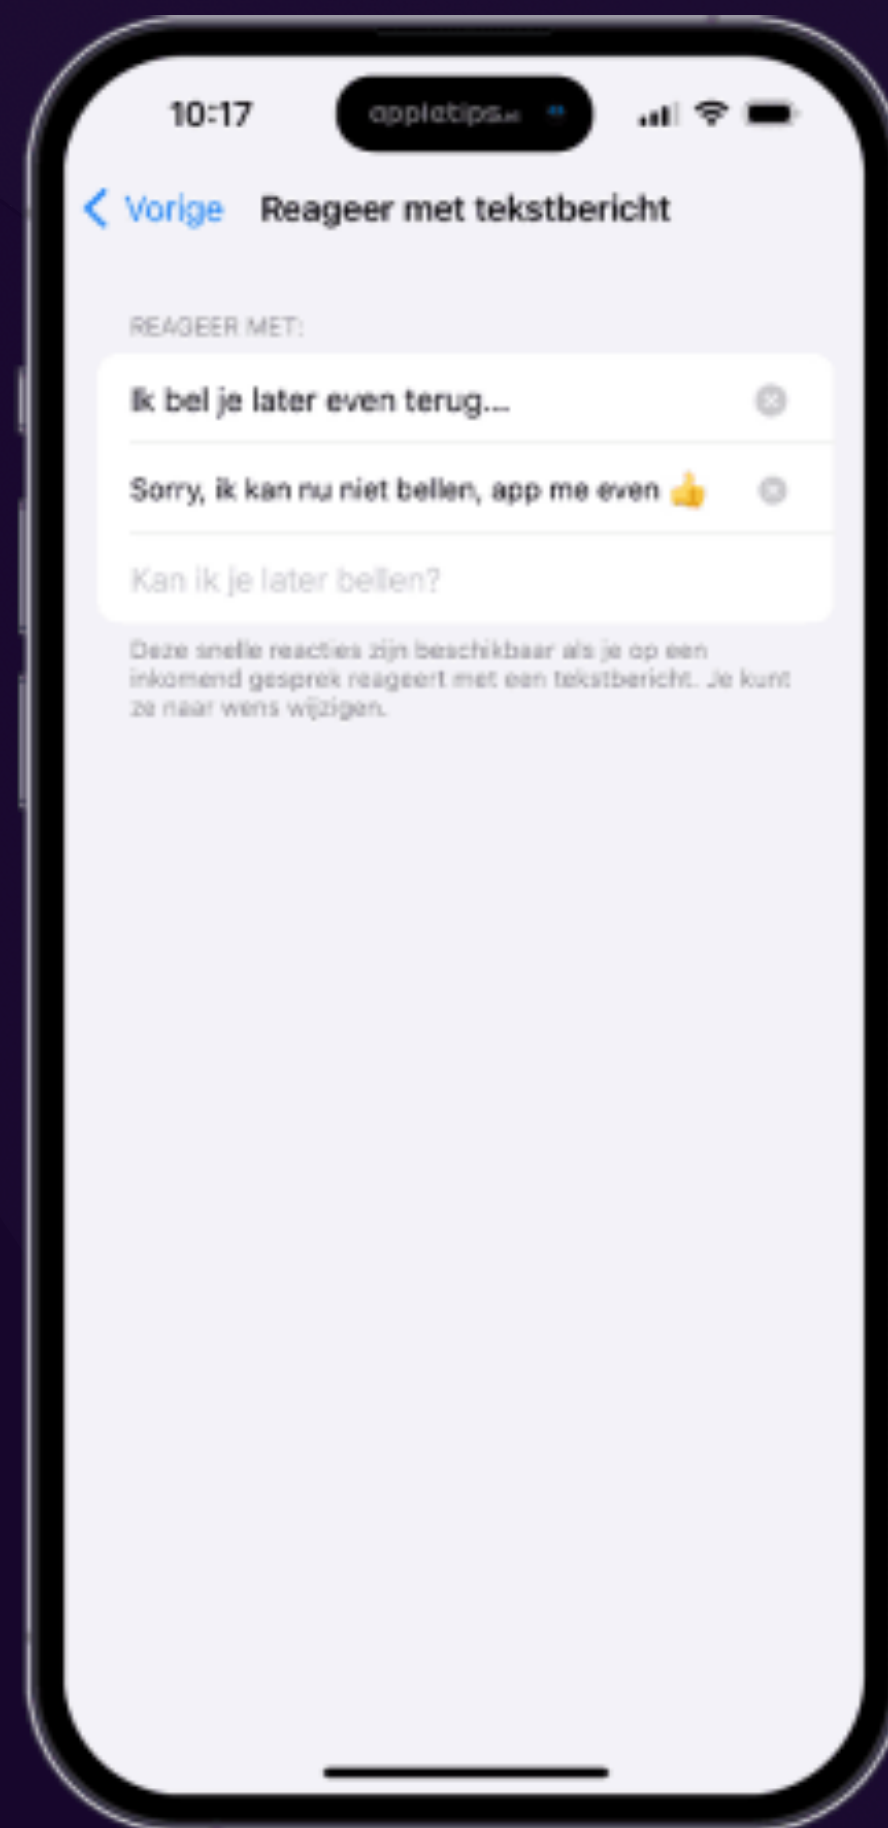 10:17
appletips.nl
Vorige
Reageer met tekstbericht
REAGEER MET:
Ik bel je later even terug...
Sorry, ik kan nu niet bellen, app me even 👍
Kan ik je later bellen?
Deze snelle reacties zijn beschikbaar als je op een
inkomend gesprek reageert met een tekstbericht. Je kunt
ze naar wens wijzigen.